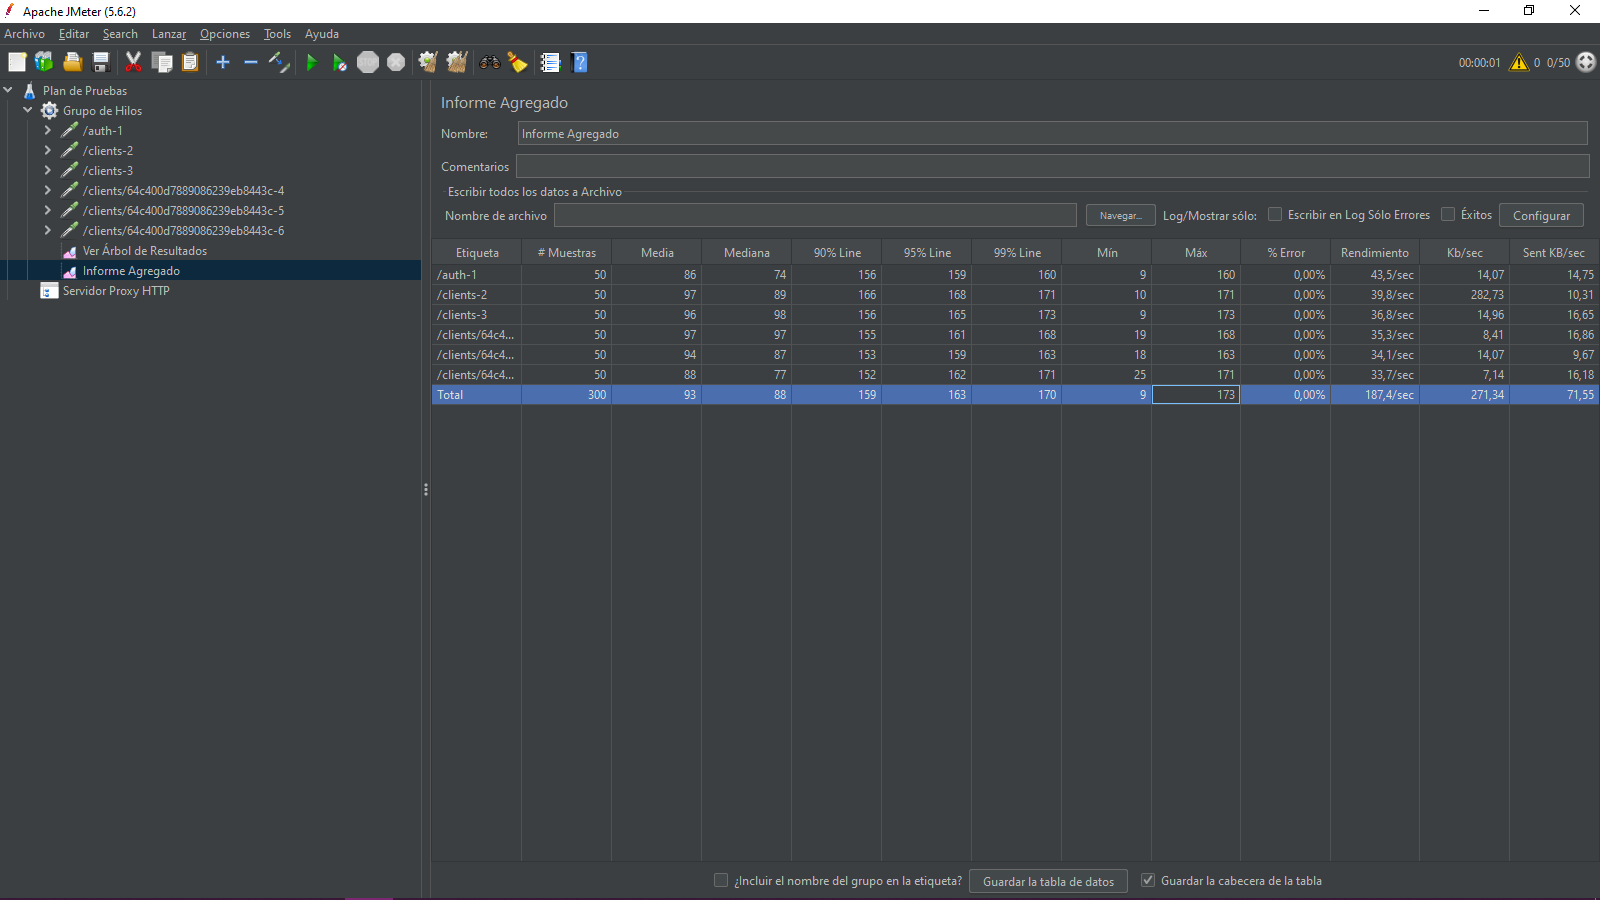 Apache JMeter (5.6.2)
Archivo Editar Search Lanzar Opciones Tools Ayuda
STOP
00:00:01 0 0/50
Plan de Pruebas
Grupo de Hilos
/auth-1
/clients-2
/clients-3
/clients/64c400d7889086239eb8443c-4
/clients/64c400d7889086239eb8443c-5
/clients/64c400d7889086239eb8443c-6
Ver Árbol de Resultados
Informe Agregado
Servidor Proxy HTTP
Informe Agregado
Nombre: Informe Agregado
Comentarios
Escribir todos los datos a Archivo
Nombre de archivo Navegar... Log/Mostrar sólo: Escribir en Log Sólo Errores Éxitos Configurar
Etiqueta # Muestras Media Mediana 90% Line 95% Line 99% Line Mín Máx % Error Rendimiento Kb/sec Sent KB/sec
/auth-1 50 86 74 156 159 160 9 160 0,00% 43,5/sec 14,07 14,75
/clients-2 50 97 89 166 168 171 10 171 0,00% 39,8/sec 282,73 10,31
/clients-3 50 96 98 156 165 173 9 173 0,00% 36,8/sec 14,96 16,65
/clients/64c4... 50 97 97 155 161 168 19 168 0,00% 35,3/sec 8,41 16,86
/clients/64c4... 50 94 87 153 159 163 18 163 0,00% 34,1/sec 14,07 9,67
/clients/64c4... 50 88 77 152 162 171 25 171 0,00% 33,7/sec 7,14 16,18
Total 300 93 88 159 163 170 9 173 0,00% 187,4/sec 271,34 71,55
¿Incluir el nombre del grupo en la etiqueta? Guardar la tabla de datos Guardar la cabecera de la tabla